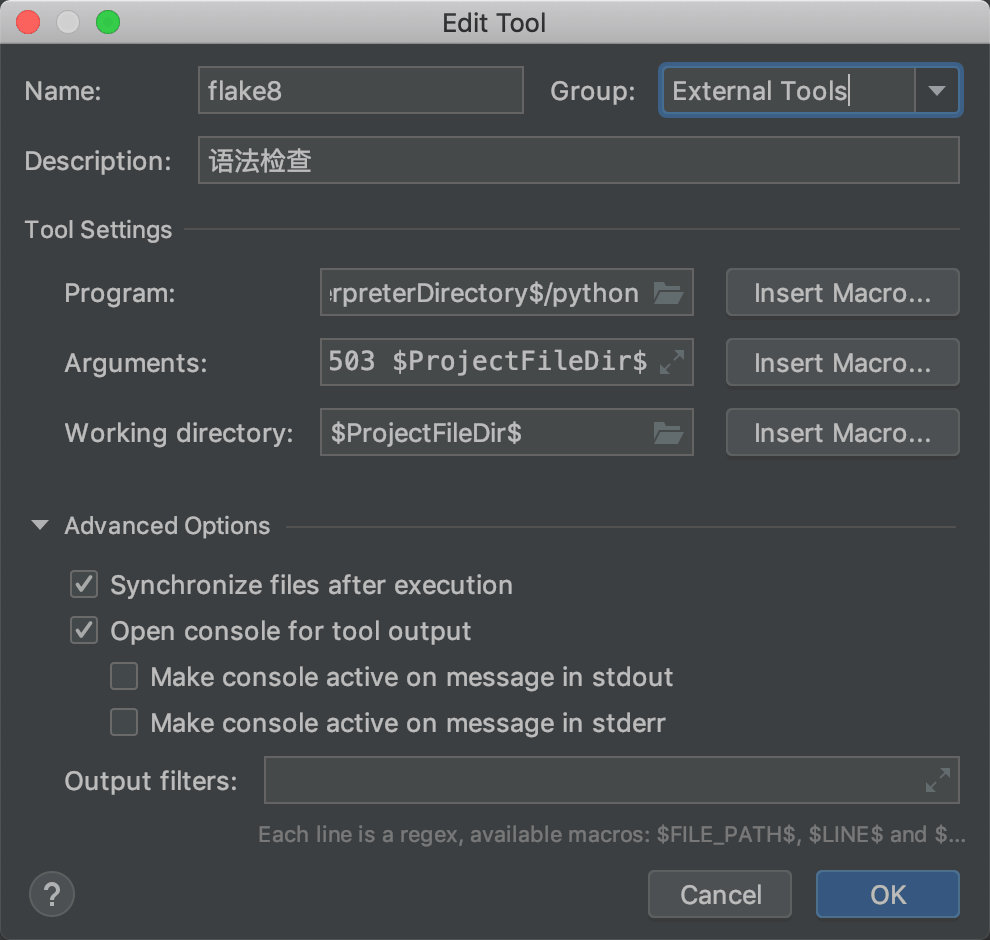 Edit Tool
Name: flake8 Group: External Tools
Description: 语法检查
Tool Settings
Program: erpreterDirectory$/python Insert Macro...
Arguments: 503 $ProjectFileDir$ Insert Macro...
Working directory: $ProjectFileDir$ Insert Macro...
Advanced Options
Synchronize files after execution
Open console for tool output
Make console active on message in stdout
Make console active on message in stderr
Output filters:
Each line is a regex, available macros: $FILE_PATH$, $LINE$ and $...
? Cancel OK